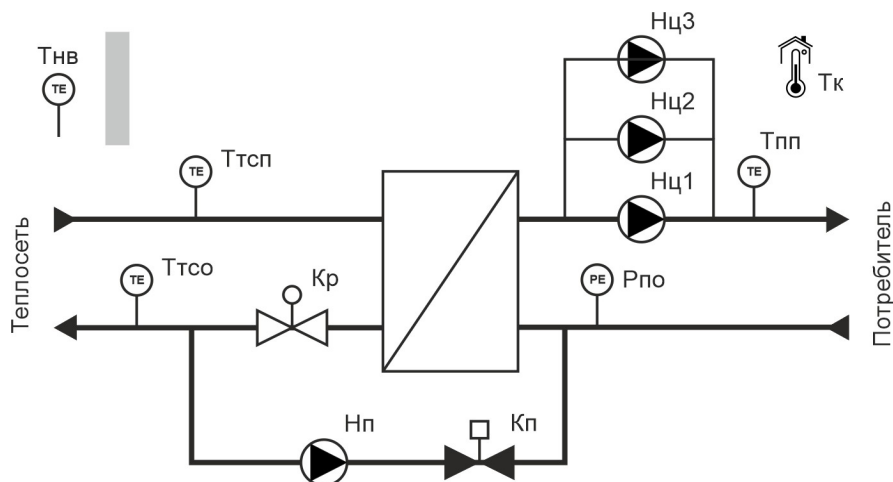 Нц3
Тнв
TE
Тк
Нц2
Ттсп
TE
Тпп
TE
Нц1
Теплосеть
Потребитель
Ттсо
TE
Кр
PE
Рпо
Нп
Кп